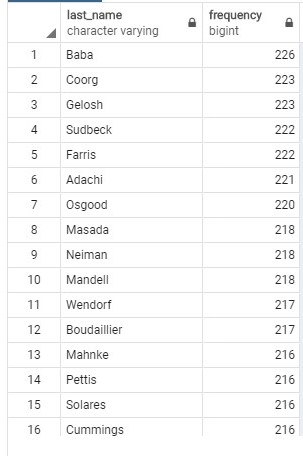 last_name frequency
character varying bigint
1 Baba 226
2 Coorg 223
3 Gelosh 223
4 Sudbeck 222
5 Farris 222
6 Adachi 221
7 Osgood 220
8 Masada 218
9 Neiman 218
10 Mandell 218
11 Wendorf 217
12 Boudaillier 217
13 Mahnke 216
14 Pettis 216
15 Solares 216
16 Cummings 216